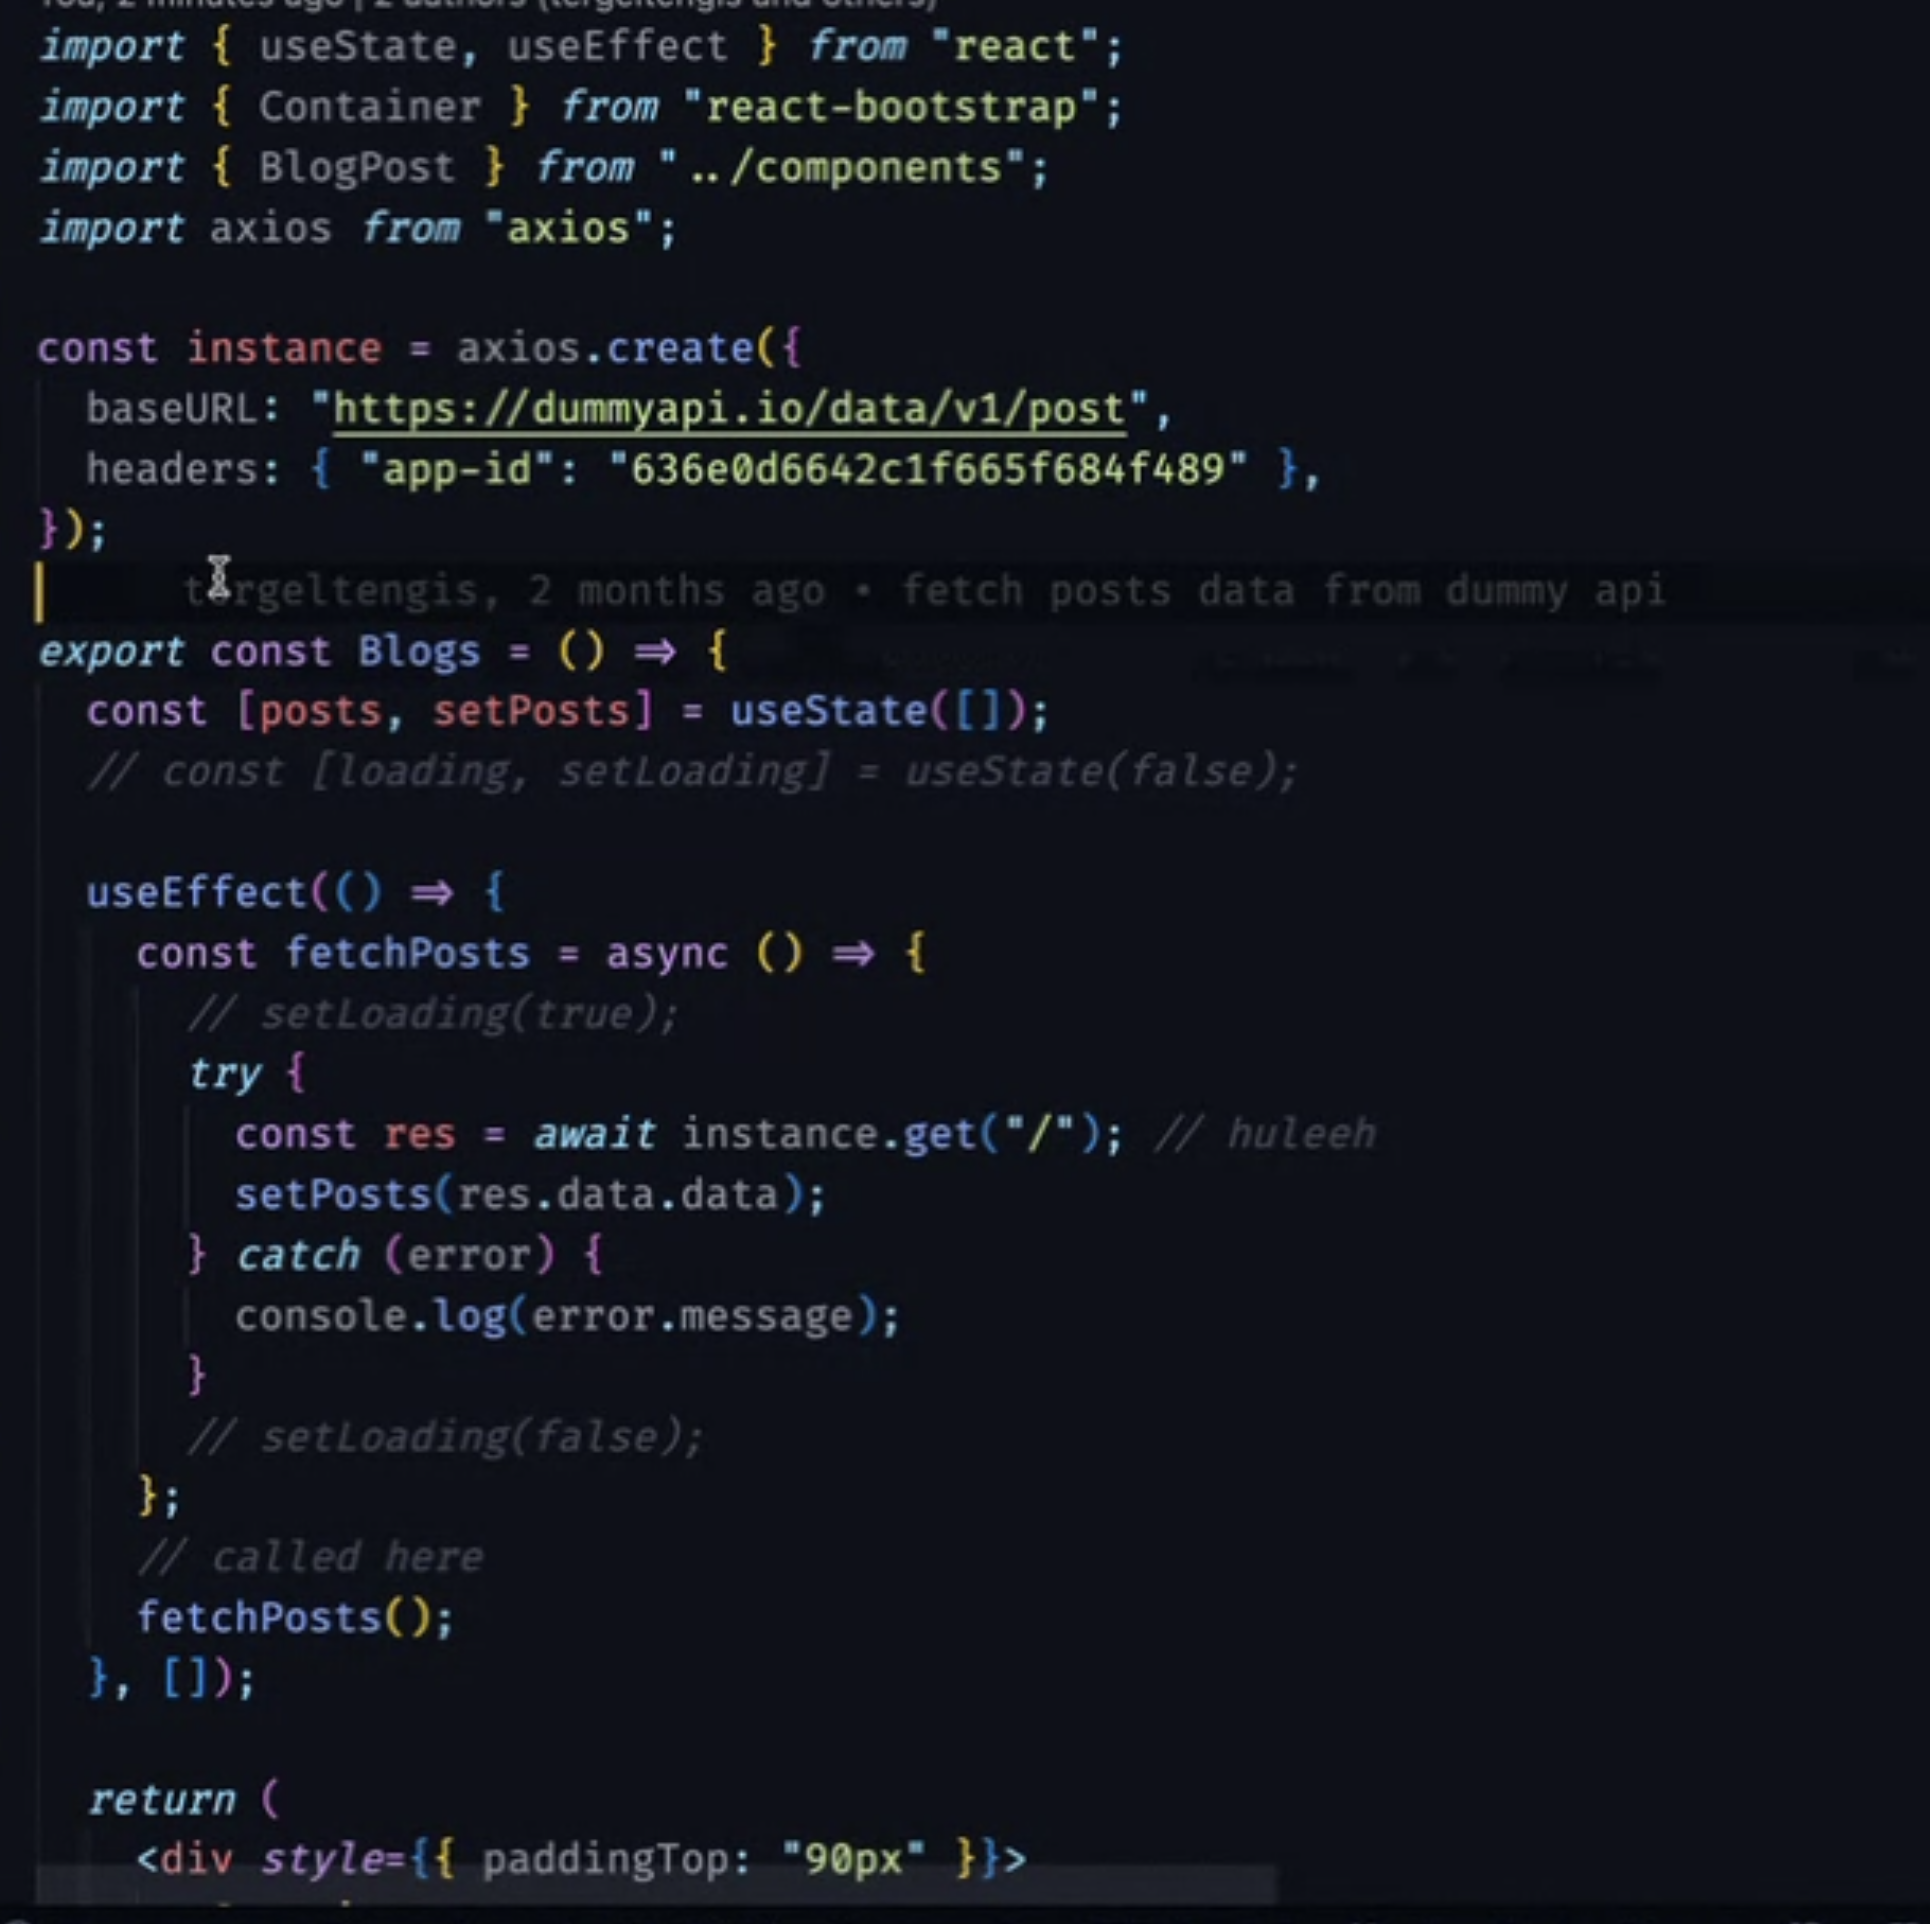 import { useState, useEffect } from "react";
import { Container } from "react-bootstrap";
import { BlogPost } from "../components";
import axios from "axios";
const instance = axios.create({
baseURL: "https://dummyapi.io/data/v1/post",
headers: { "app-id": "636e0d6642c1f665f684f489" },
});
tergeltengis, 2 months ago • fetch posts data from dummy api
export const Blogs = () => {
const [posts, setPosts] = useState([]);
// const [loading, setLoading] = useState(false);
useEffect(() => {
const fetchPosts = async () => {
// setLoading(true);
try {
const res = await instance.get("/"); // huleeh
setPosts(res.data.data);
} catch (error) {
console.log(error.message);
}
// setLoading(false);
};
// called here
fetchPosts();
}, []);
return (
<div style={{ paddingTop: "90px" }}>